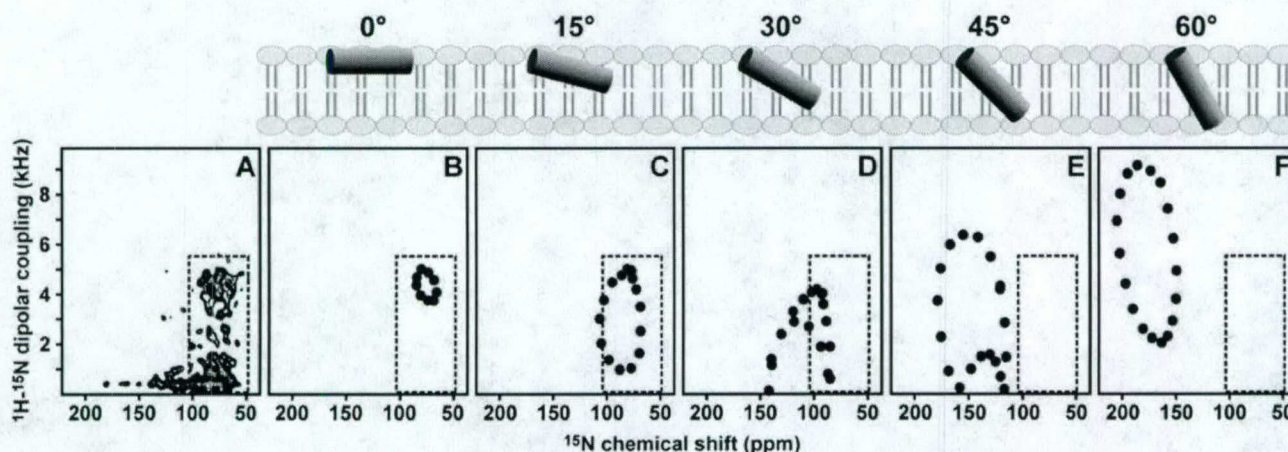 0° 15° 30° 45° 60°
A B C D E F
¹H-¹⁵N dipolar coupling (kHz)
8
6
4
2
200 150 100 50 200 150 100 50 200 150 100 50 200 150 100 50 200 150 100 50 200 150 100 50
¹⁵N chemical shift (ppm)